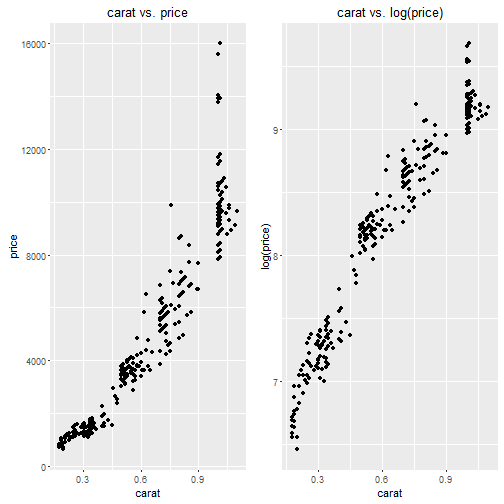 carat vs. price
16000
12000
8000
4000
0
price
0.3 0.6 0.9
carat
carat vs. log(price)
9
8
7
log(price)
0.3 0.6 0.9
carat